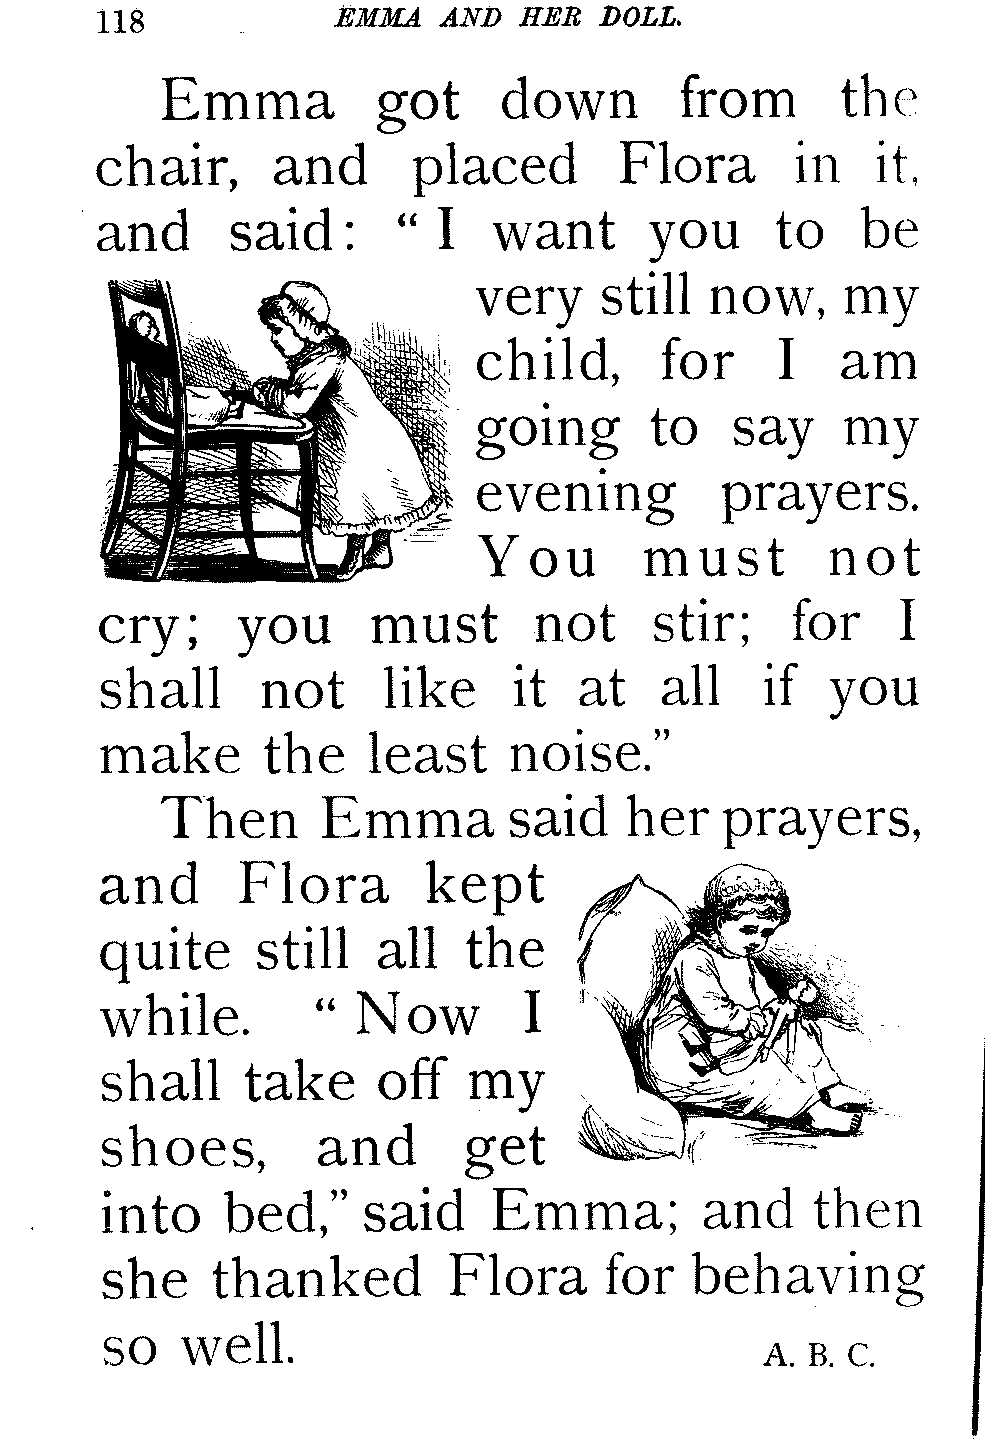 118 EMMA AND HER DOLL.
Emma got down from the
chair, and placed Flora in it,
and said: “ I want you to be
very still now, my
child, for I am
going to say my
evening prayers.
You must not
cry; you must not stir; for I
shall not like it at all if you
make the least noise.”
Then Emma said her prayers,
and Flora kept
quite still all the
while. “ Now I
shall take off my
shoes, and get
into bed,” said Emma; and then
she thanked Flora for behaving
so well.
A. B. C.